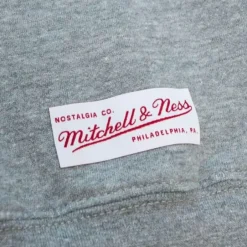 NOSTALGIA CO.
Mitchell & Ness
PHILADELPHIA, PA.